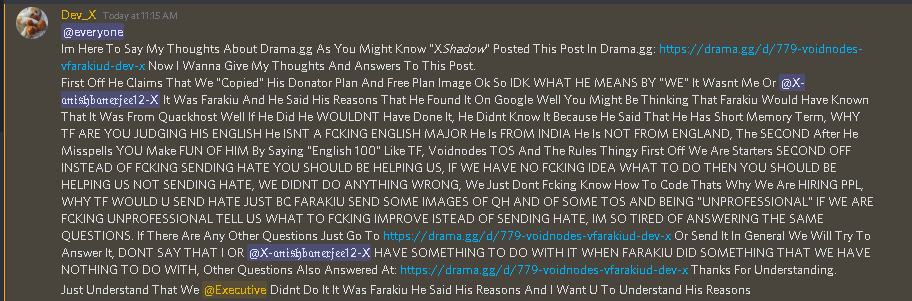 Dev_X Today at 11:15 AM
@everyone
Im Here To Say My Thoughts About Drama.gg As You Might Know "XShadow" Posted This Post In Drama.gg: https://drama.gg/d/779-voidnodes-
vfarakiud-dev-x Now I Wanna Give My Thoughts And Answers To This Post.
First Off He Claims That We "Copied" His Donator Plan And Free Plan Image Ok So IDK WHAT HE MEANS BY "WE" It Wasnt Me Or @X-
𝖆𝖓𝖎𝖘𝖍𝖇𝖆𝖓𝖊𝖗𝖏𝖊𝖊12-X It Was Farakiu And He Said His Reasons That He Found It On Google Well You Might Be Thinking That Farakiu Would Have Known
That It Was From Quackhost Well If He Did He WOULDNT Have Done It, He Didnt Know It Because He Said That He Has Short Memory Term, WHY
TF ARE YOU JUDGING HIS ENGLISH He ISNT A FCKING ENGLISH MAJOR He Is FROM INDIA He Is NOT FROM ENGLAND, The SECOND After He
Misspells YOU Make FUN OF HIM By Saying "English 100" Like TF, Voidnodes TOS And The Rules Thingy First Off We Are Starters SECOND OFF
INSTEAD OF FCKING SENDING HATE YOU SHOULD BE HELPING US, IF WE HAVE NO FCKING IDEA WHAT TO DO THEN YOU SHOULD BE
HELPING US NOT SENDING HATE, WE DIDNT DO ANYTHING WRONG, We Just Dont Fcking Know How To Code Thats Why We Are HIRING PPL,
WHY TF WOULD U SEND HATE JUST BC FARAKIU SEND SOME IMAGES OF QH AND OF SOME TOS AND BEING "UNPROFESSIONAL" IF WE ARE
FCKING UNPROFESSIONAL TELL US WHAT TO FCKING IMPROVE ISTEAD OF SENDING HATE, IM SO TIRED OF ANSWERING THE SAME
QUESTIONS. If There Are Any Other Questions Just Go To https://drama.gg/d/779-voidnodes-vfarakiud-dev-x Or Send It In General We Will Try To
Answer It, DONT SAY THAT I OR @X-𝖆𝖓𝖎𝖘𝖍𝖇𝖆𝖓𝖊𝖗𝖏𝖊𝖊12-X HAVE SOMETHING TO DO WITH IT WHEN FARAKIU DID SOMETHING THAT WE HAVE
NOTHING TO DO WITH, Other Questions Also Answered At: https://drama.gg/d/779-voidnodes-vfarakiud-dev-x Thanks For Understanding.
Just Understand That We @Executive Didnt Do It It Was Farakiu He Said His Reasons And I Want U To Understand His Reasons